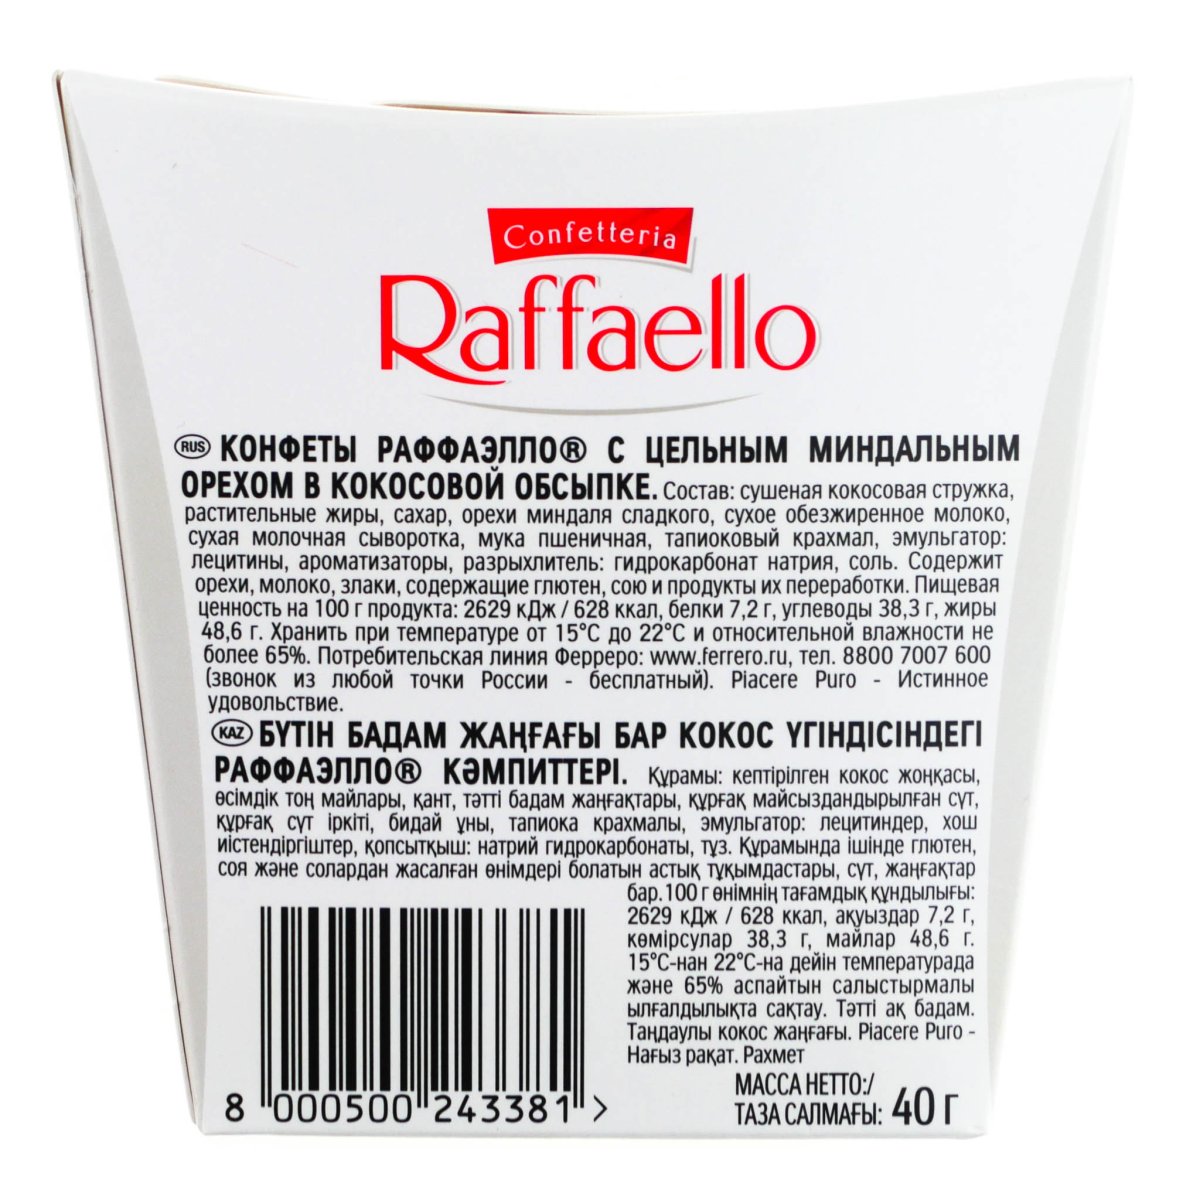 Confetteria
Raffaello
RUS КОНФЕТЫ РАФФАЭЛЛО® С ЦЕЛЬНЫМ МИНДАЛЬНЫМ
ОРЕХОМ В КОКОСОВОЙ ОБСЫПКЕ. Состав: сушеная кокосовая стружка,
растительные жиры, сахар, орехи миндаля сладкого, сухое обезжиренное молоко,
сухая молочная сыворотка, мука пшеничная, тапиоковый крахмал, эмульгатор:
лецитины, ароматизаторы, разрыхлитель: гидрокарбонат натрия, соль. Содержит
орехи, молоко, злаки, содержащие глютен, сою и продукты их переработки. Пищевая
ценность на 100 г продукта: 2629 кДж / 628 ккал, белки 7,2 г, углеводы 38,3 г, жиры
48,6 г. Хранить при температуре от 15°C до 22°C и относительной влажности не
более 65%. Потребительская линия Ферреро: www.ferrero.ru, тел. 8800 7007 600
(звонок из любой точки России - бесплатный). Piacere Puro - Истинное
удовольствие.
KAZ БҮТІН БАДАМ ЖАҢҒАҒЫ БАР КОКОС ҮГІНДІСІНДЕГІ
РАФФАЭЛЛО® КӘМПИТТЕРІ. Құрамы: кептірілген кокос жоңқасы,
өсімдік тоң майлары, қант, тәтті бадам жаңғақтары, құрғақ майсыздандырылған сүт,
құрғақ сүт іркіті, бидай ұны, тапиока крахмалы, эмульгатор: лецитиндер, хош
иістендіргіштер, қопсытқыш: натрий гидрокарбонаты, тұз. Құрамында ішінде глютен,
соя және солардан жасалған өнімдері болатын астық тұқымдастары, сүт, жаңғақтар
бар. 100 г өнімнің тағамдық құндылығы:
2629 кДж / 628 ккал, ақуыздар 7,2 г,
көмірсулар 38,3 г, майлар 48,6 г.
15°C-нан 22°C-на дейін температурада
және 65% аспайтын салыстырмалы
ылғалдылықта сақтау. Тәтті ақ бадам.
Таңдаулы кокос жаңғағы. Piacere Puro -
Нағыз рақат. Рахмет
МАССА НЕТТО:/
ТАЗА САЛМАҒЫ: 40 г
8 000500 243381 >